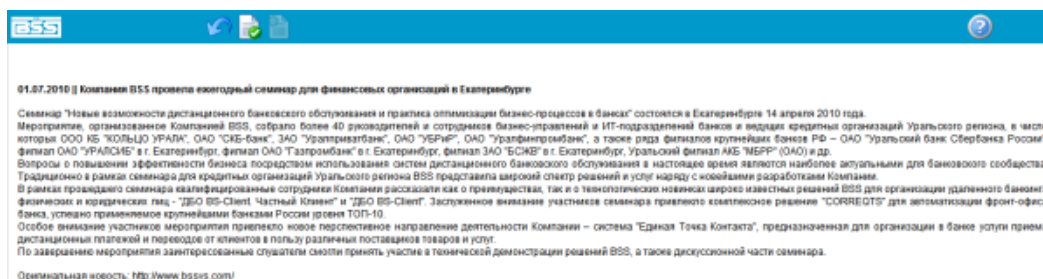 BSS
01.07.2010 || Компания BSS провела ежегодный семинар для финансовых организаций в Екатеринбурге
Семинар "Новые возможности дистанционного банковского обслуживания и практика оптимизации бизнес-процессов в банках" состоялся в Екатеринбурге 14 апреля 2010 года.
Мероприятие, организованное Компанией BSS, собрало более 40 руководителей и сотрудников бизнес-управлений и ИТ-подразделений банков и ведущих кредитных организаций Уральского региона, в числе
которых ООО КБ "КОЛЬЦО УРАЛА", ОАО "СКБ-банк", ЗАО "Уралприватбанк", ОАО "УБРиР", ОАО "Уралфинпромбанк", а также ряда филиалов крупнейших банков РФ – ОАО "Уральский банк Сбербанка России
филиал ОАО "УРАЛСИБ" в г. Екатеринбург, филиал ОАО "Газпромбанк" в г. Екатеринбург, филиал ЗАО "БСЖВ" в г. Екатеринбург, Уральский филиал АКБ "МБРР" (ОАО) и др.
Вопросы о повышении эффективности бизнеса посредством использования систем дистанционного банковского обслуживания в настоящее время являются наиболее актуальными для банковского сообщества
Традиционно в рамках семинара для кредитных организаций Уральского региона BSS представила широкий спектр решений и услуг наряду с новейшими разработками Компании.
В рамках прошедшего семинара квалифицированные сотрудники Компании рассказали как о преимуществах, так и о технологических новинках широко известных решений BSS для организации удаленного банкинга
физических и юридических лиц - "ДБО BS-Client. Частный Клиент" и "ДБО BS-Client". Заслуженное внимание участников семинара привлекло комплексное решение "CORREQTS" для автоматизации фронт-офис
банка, успешно применяемое крупнейшими банками России уровня ТОП-10.
Особое внимание участников мероприятия привлекло новое перспективное направление деятельности Компании – система "Единая Точка Контакта", предназначенная для организации в банке услуги прием
дистанционных платежей и переводов от клиентов в пользу различных поставщиков товаров и услуг.
По завершению мероприятия заинтересованные слушатели смогли принять участие в технической демонстрации решений BSS, а также дискуссионной части семинара.
Оригинальная новость: http://www.bssys.com/